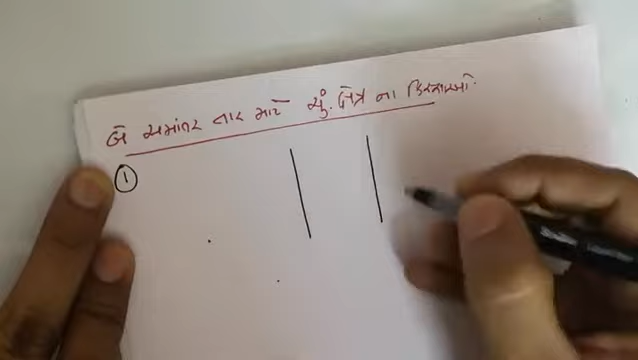 બે સમાંતર તાર માટે ચું. ક્ષેત્ર ના વિસ્તારો.
1